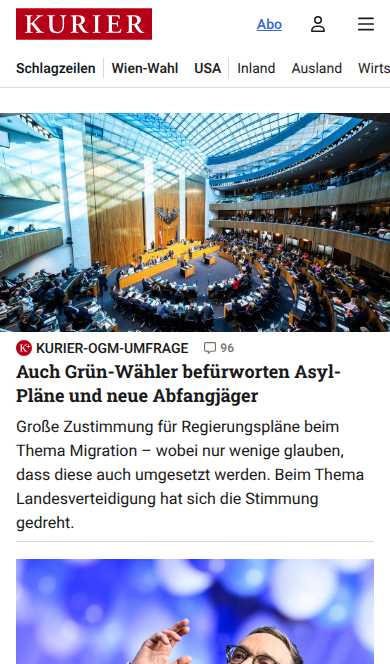 KURIER
Abo
Schlagzeilen Wien-Wahl USA Inland Ausland Wirts
K+ KURIER-OGM-UMFRAGE 96
Auch Grün-Wähler befürworten Asyl-
Pläne und neue Abfangjäger
Große Zustimmung für Regierungspläne beim
Thema Migration – wobei nur wenige glauben,
dass diese auch umgesetzt werden. Beim Thema
Landesverteidigung hat sich die Stimmung
gedreht.